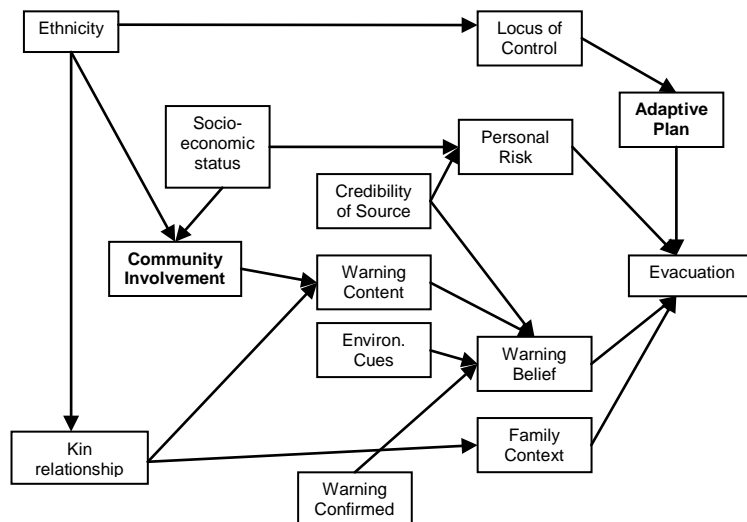 Ethnicity
Locus of
Control
Adaptive
Plan
Socio-
economic
status
Personal
Risk
Credibility
of Source
Community
Involvement
Warning
Content
Evacuation
Environ.
Cues
Warning
Belief
Kin
relationship
Family
Context
Warning
Confirmed